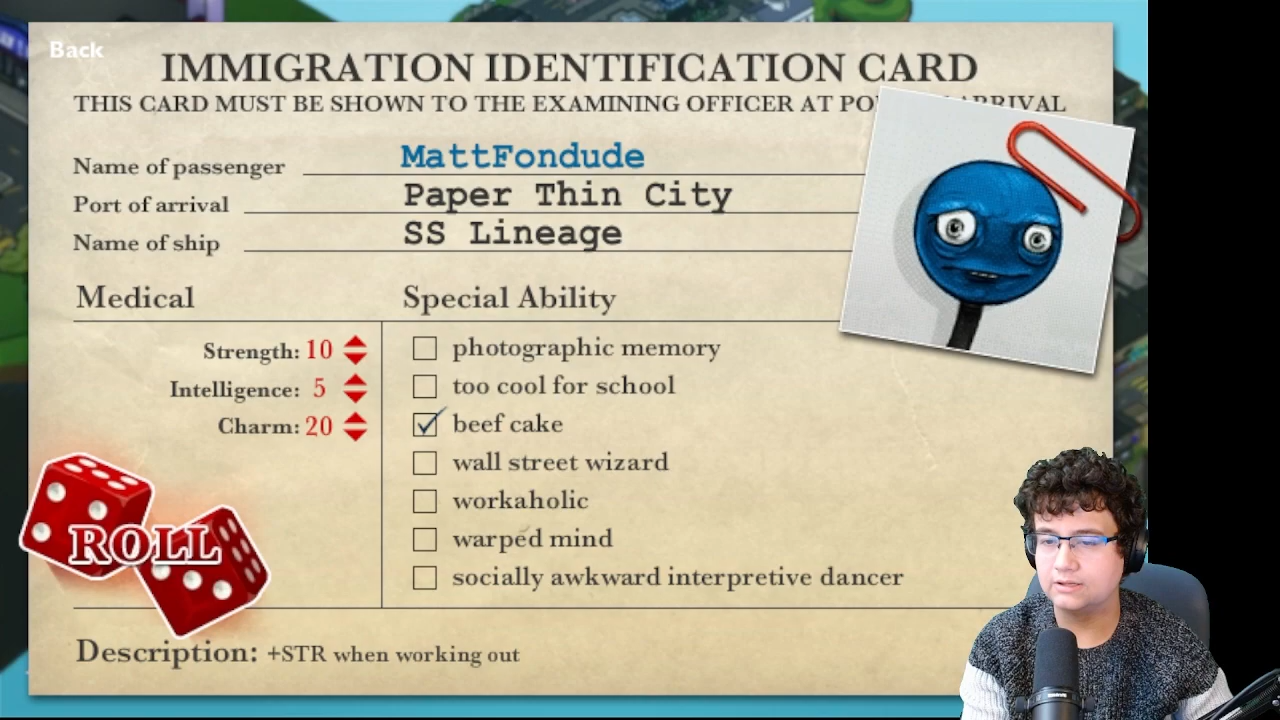 Back
IMMIGRATION IDENTIFICATION CARD
THIS CARD MUST BE SHOWN TO THE EXAMINING OFFICER AT ARRIVAL
Name of passenger MattFondude
Port of arrival Paper Thin City
Name of ship SS Lineage
Medical
Strength: 10
Intelligence: 5
Charm: 20
ROLL
Special Ability
photographic memory
too cool for school
beef cake
wall street wizard
workaholic
warped mind
socially awkward interpretive dancer
Description: +STR when working out